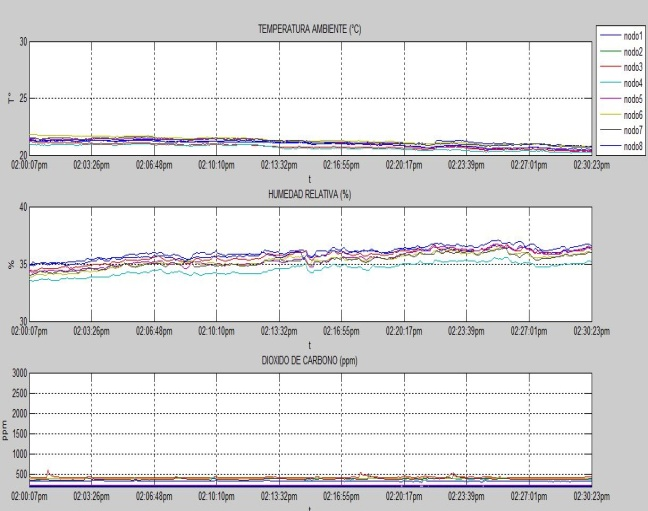 TEMPERATURA AMBIENTE (°C)
30
25
20
T°
02:00:07pm 02:03:26pm 02:06:48pm 02:10:10pm 02:13:32pm 02:16:55pm 02:20:17pm 02:23:39pm 02:27:01pm 02:30:23pm
t
nodo1
nodo2
nodo3
nodo4
nodo5
nodo6
nodo7
nodo8
HUMEDAD RELATIVA (%)
40
35
30
%
02:00:07pm 02:03:26pm 02:06:48pm 02:10:10pm 02:13:32pm 02:16:55pm 02:20:17pm 02:23:39pm 02:27:01pm 02:30:23pm
t
DIOXIDO DE CARBONO (ppm)
3000
2500
2000
1500
1000
500
ppm
02:00:07pm 02:03:26pm 02:06:48pm 02:10:10pm 02:13:32pm 02:16:55pm 02:20:17pm 02:23:39pm 02:27:01pm 02:30:23pm